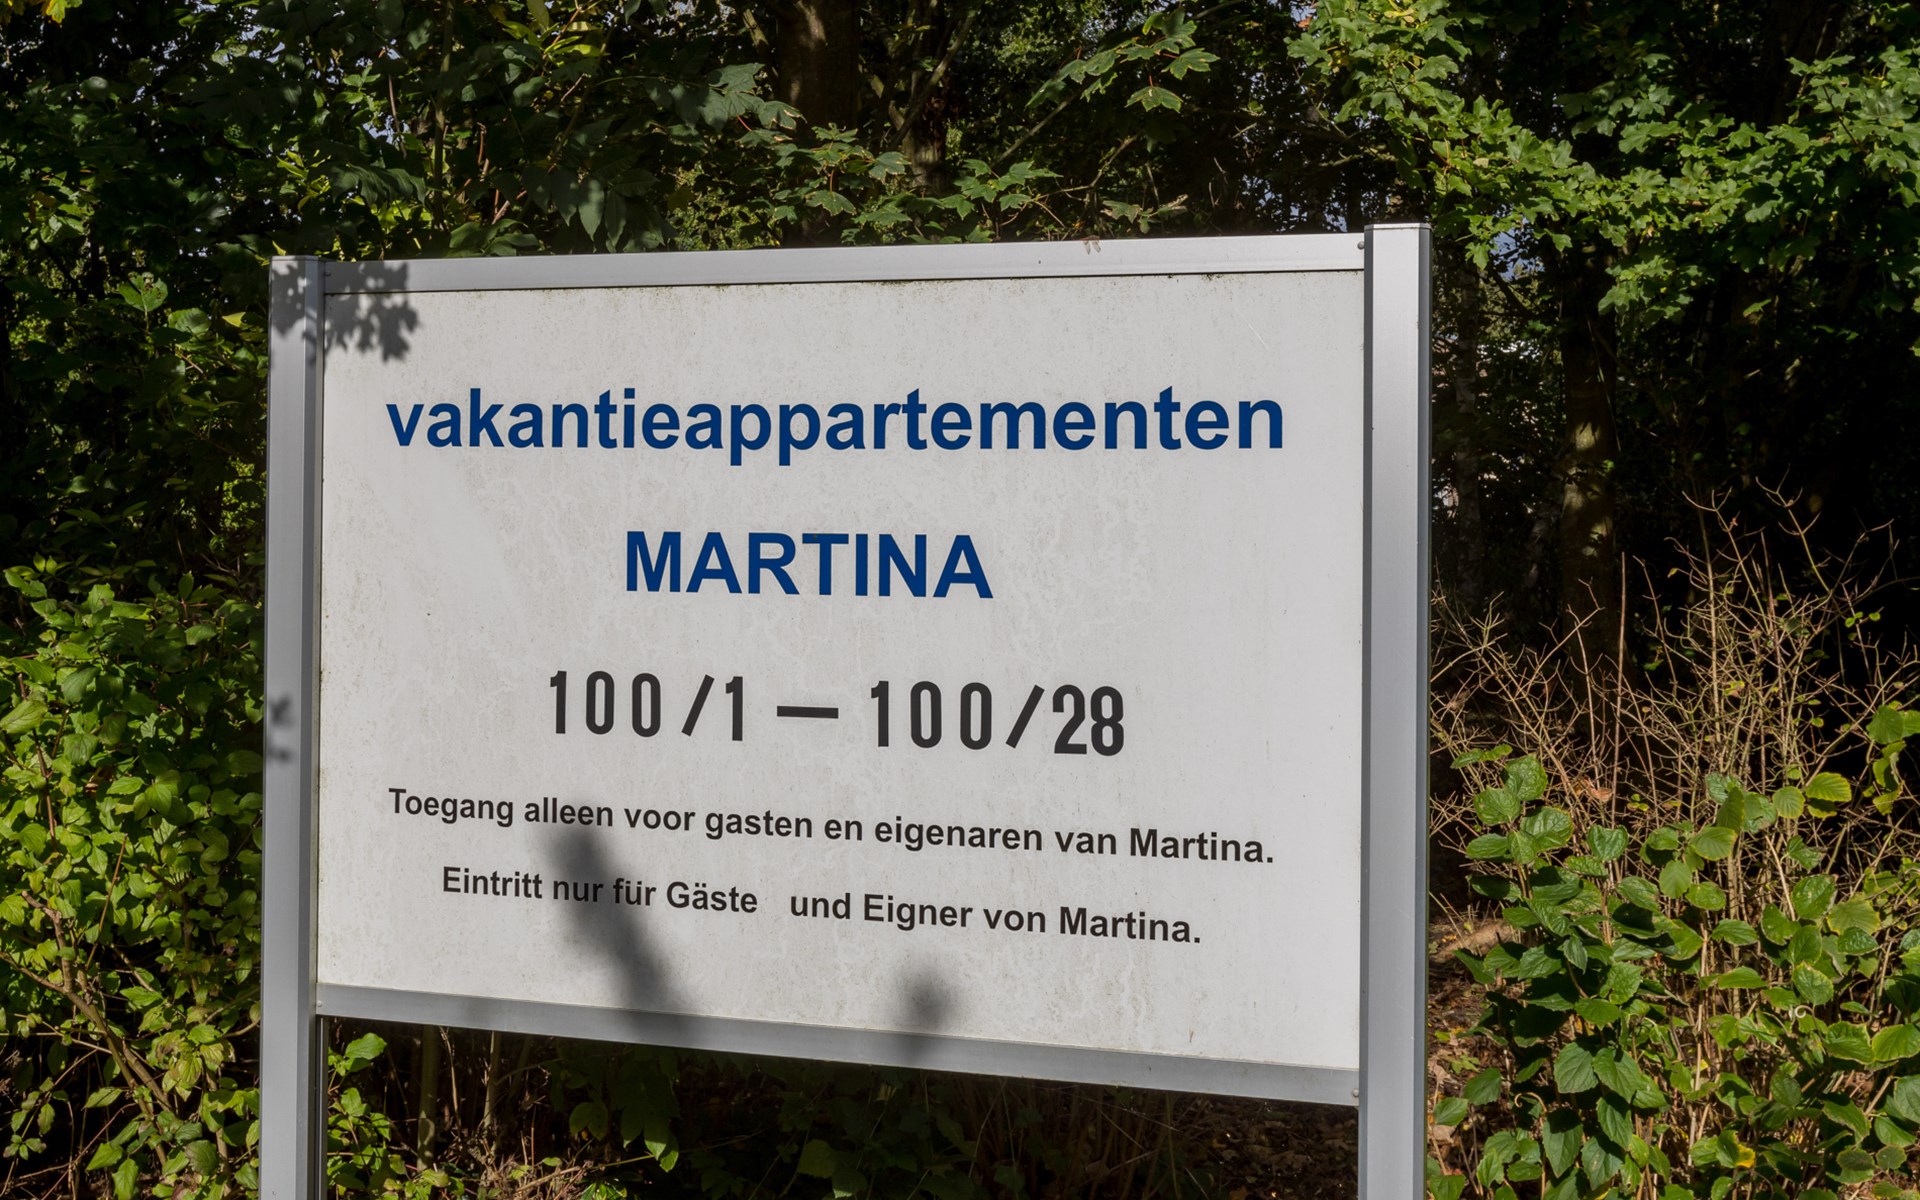 vakantieappartementen
MARTINA
100/1 — 100/28
Toegang alleen voor gasten en eigenaren van Martina.
Eintritt nur für Gäste und Eigner von Martina.